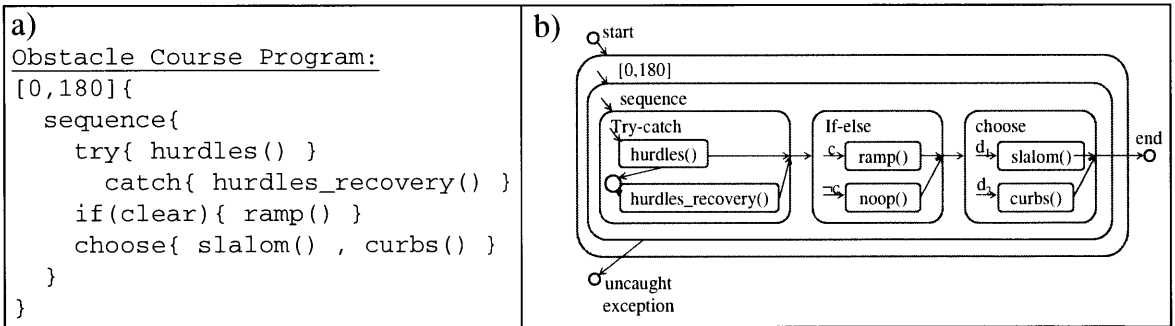 a)
Obstacle Course Program:
[0,180]{
sequence{
try{ hurdles() }
catch{ hurdles_recovery() }
if(clear){ ramp() }
choose{ slalom() , curbs() }
}
}
b)
start
[0,180]
sequence
Try-catch
hurdles()
hurdles_recovery()
If-else
c
ramp()
¬c
noop()
choose
d₁
slalom()
d₂
curbs()
end
uncaught
exception